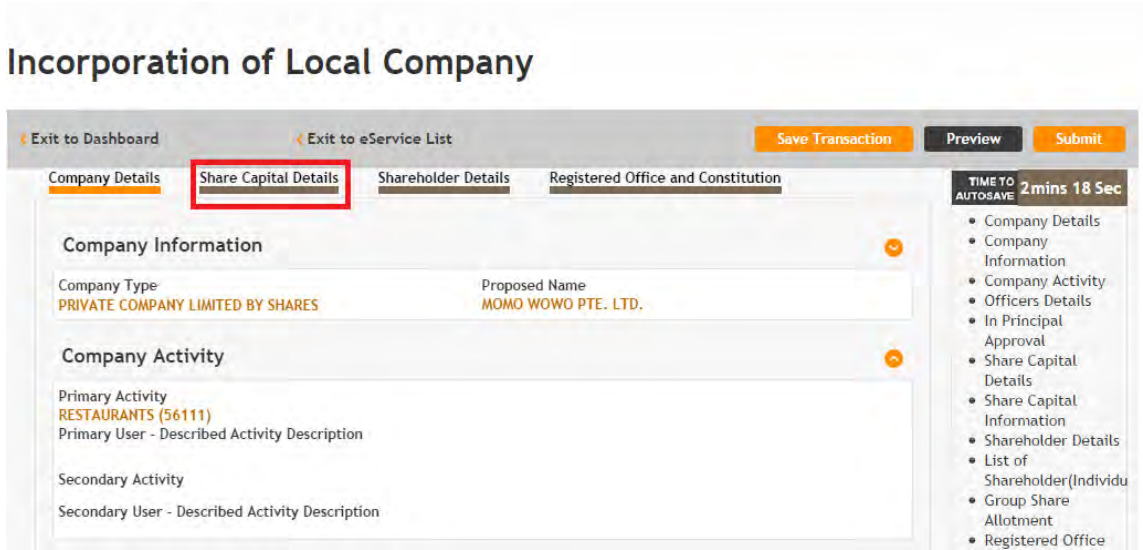 Incorporation of Local Company
Exit to Dashboard
Exit to eService List
Save Transaction
Preview
Submit
Company Details
Share Capital Details
Shareholder Details
Registered Office and Constitution
TIME TO AUTOSAVE
2mins 18 Sec
Company Information
Company Type
PRIVATE COMPANY LIMITED BY SHARES
Proposed Name
MOMO WOWO PTE. LTD.
Company Activity
Primary Activity
RESTAURANTS (56111)
Primary User - Described Activity Description
Secondary Activity
Secondary User - Described Activity Description
Company Details
Company
Information
Company Activity
Officers Details
In Principal
Approval
Share Capital
Details
Share Capital
Information
Shareholder Details
List of
Shareholder(Individu
Group Share
Allotment
Registered Office